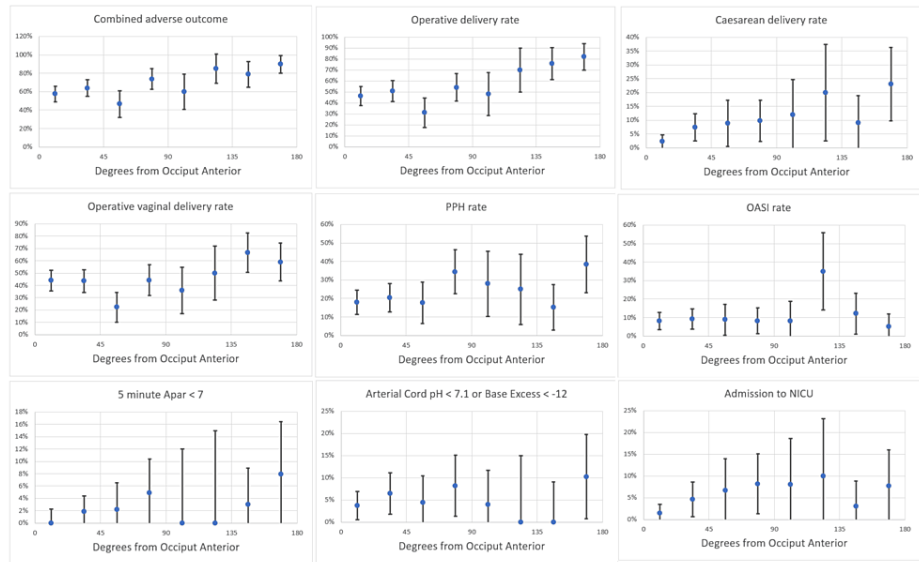 Combined adverse outcome
120%
100%
80%
60%
40%
20%
0%
0 45 90 135 180
Degrees from Occiput Anterior
Operative delivery rate
100%
90%
80%
70%
60%
50%
40%
30%
20%
10%
0%
0 45 90 135 180
Degrees from Occiput Anterior
Caesarean delivery rate
40%
35%
30%
25%
20%
15%
10%
5%
0%
0 45 90 135 180
Degrees from Occiput Anterior
Operative vaginal delivery rate
90%
80%
70%
60%
50%
40%
30%
20%
10%
0%
0 45 90 135 180
Degrees from Occiput Anterior
PPH rate
60%
50%
40%
30%
20%
10%
0%
0 45 90 135 180
Degrees from Occiput Anterior
OASI rate
60%
50%
40%
30%
20%
10%
0%
0 45 90 135 180
Degrees from Occiput Anterior
5 minute Apar < 7
18%
16%
14%
12%
10%
8%
6%
4%
2%
0%
0 45 90 135 180
Degrees from Occiput Anterior
Arterial Cord pH < 7.1 or Base Excess < -12
25%
20%
15%
10%
5%
0%
0 45 90 135 180
Degrees from Occiput Anterior
Admission to NICU
25%
20%
15%
10%
5%
0%
0 45 90 135 180
Degrees from Occiput Anterior